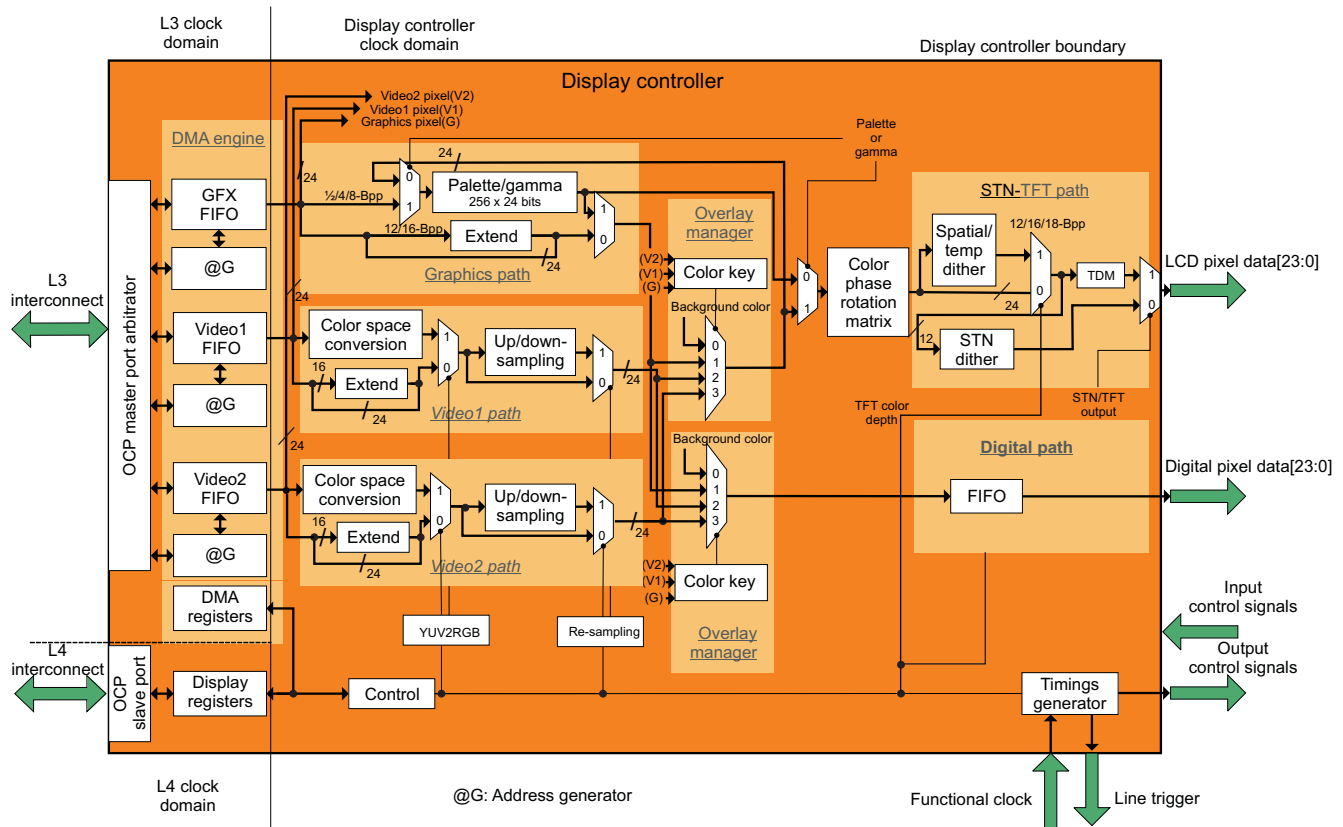 L3 clock
domain
Display controller
clock domain
Display controller boundary
Display controller
Video2 pixel(V2)
Video1 pixel(V1)
Graphics pixel(G)
DMA engine
Palette
or
gamma
24
24
0
1
½/4/8-Bpp
Palette/gamma
256 x 24 bits
1
0
12/16-Bpp
Extend
24
Graphics path
GFX
FIFO
@G
Overlay
manager
(V2)
(V1)
(G)
Color key
Background color
0
1
2
3
0
1
Color
phase
rotation
matrix
STN-TFT path
12/16/18-Bpp
Spatial/
temp
dither
1
0
24
TDM
1
0
12
STN
dither
LCD pixel data[23:0]
L3
interconnect
OCP master port arbitrator
24
Video1
FIFO
@G
Color space
conversion
1
0
Up/down-
sampling
1
0
24
16
Extend
24
Video1 path
TFT color
depth
STN/TFT
output
24
Video2
FIFO
@G
Color space
conversion
1
0
Up/down-
sampling
1
0
24
16
Extend
24
Video2 path
Background color
0
1
2
3
(V2)
(V1)
(G)
Color key
Overlay
manager
Digital path
FIFO
Digital pixel data[23:0]
DMA
registers
YUV2RGB
Re-sampling
Input
control signals
L4
interconnect
OCP
slave port
Display
registers
Control
Timings
generator
Output
control signals
L4 clock
domain
@G: Address generator
Functional clock
Line trigger